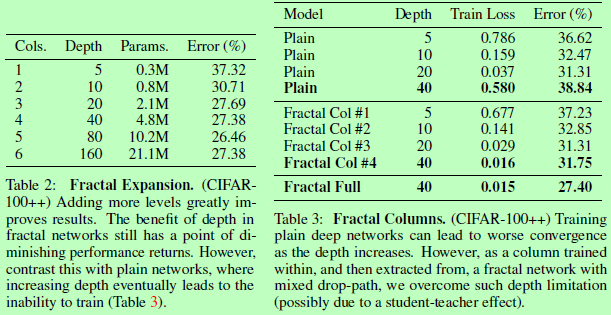 Cols. Depth Params. Error (%)
1 5 0.3M 37.32
2 10 0.8M 30.71
3 20 2.1M 27.69
4 40 4.8M 27.38
5 80 10.2M 26.46
6 160 21.1M 27.38
Table 2: Fractal Expansion. (CIFAR-
100++) Adding more levels greatly im-
proves results. The benefit of depth in
fractal networks still has a point of di-
minishing performance returns. However,
contrast this with plain networks, where
increasing depth eventually leads to the
inability to train (Table 3).
Model Depth Train Loss Error (%)
Plain 5 0.786 36.62
Plain 10 0.159 32.47
Plain 20 0.037 31.31
Plain 40 0.580 38.84
Fractal Col #1 5 0.677 37.23
Fractal Col #2 10 0.141 32.85
Fractal Col #3 20 0.029 31.31
Fractal Col #4 40 0.016 31.75
Fractal Full 40 0.015 27.40
Table 3: Fractal Columns. (CIFAR-100++) Training
plain deep networks can lead to worse convergence
as the depth increases. However, as a column trained
within, and then extracted from, a fractal network with
mixed drop-path, we overcome such depth limitation
(possibly due to a student-teacher effect).